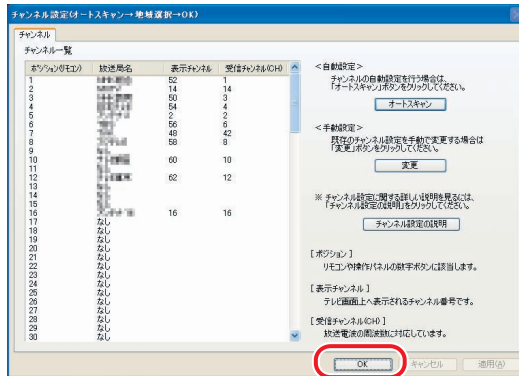 チャンネル設定(オートスキャン→地域選択→OK)
チャンネル
チャンネル一覧
ポジション(リモコン) 放送局名 表示チャンネル 受信チャンネル(CH)
1 52 1
2 14 14
3 50 3
4 54 4
5 2 2
6 56 6
7 48 42
8 58 8
9 なし
10 60 10
11 なし
12 62 12
13 なし
14 なし
15 なし
16 16 16
17 なし
18 なし
19 なし
20 なし
21 なし
22 なし
23 なし
24 なし
25 なし
26 なし
27 なし
28 なし
29 なし
30 なし
<自動設定>
チャンネルの自動設定を行う場合は、
「オートスキャン」ボタンをクリックしてください。
オートスキャン
<手動設定>
既存のチャンネル設定を手動で変更する場合は
「変更」ボタンをクリックしてください。
変更
※ チャンネル設定に関する詳しい説明を見るには、
「チャンネル設定の説明」をクリックしてください。
チャンネル設定の説明
[ポジション]
リモコンや操作パネルの数字ボタンに該当します。
[表示チャンネル]
テレビ画面上へ表示されるチャンネル番号です。
[受信チャンネル(CH)]
放送電波の周波数に対応しています。
OK キャンセル 適用(A)